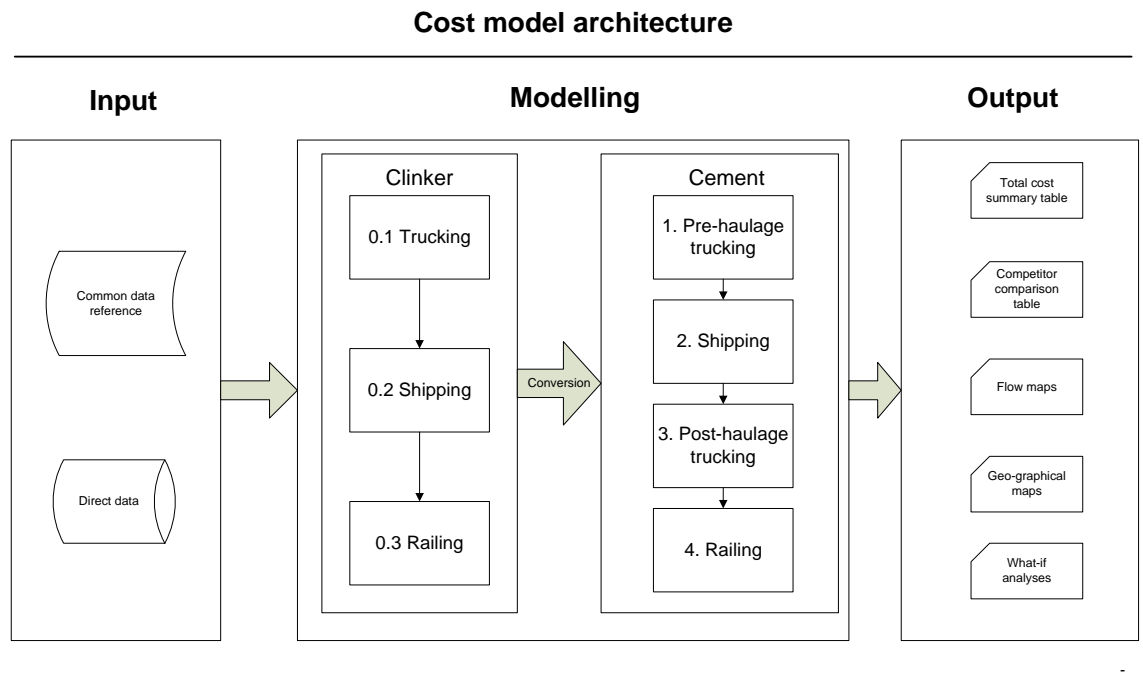 Cost model architecture
Input
Modelling
Output
Common data
reference
Direct data
Clinker
0.1 Trucking
0.2 Shipping
0.3 Railing
Conversion
Cement
1. Pre-haulage
trucking
2. Shipping
3. Post-haulage
trucking
4. Railing
Total cost
summary table
Competitor
comparison
table
Flow maps
Geo-graphical
maps
What-if
analyses
-